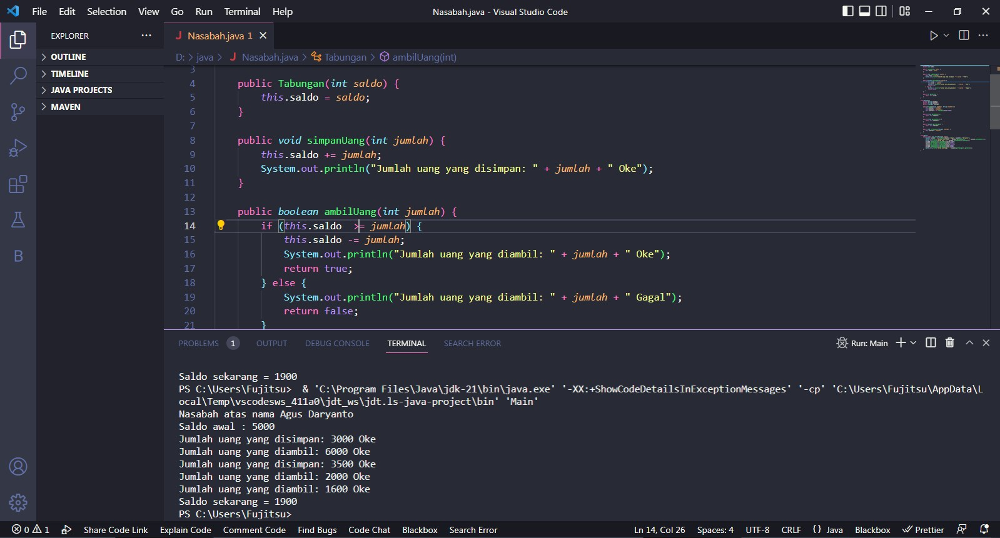 File Edit Selection View Go Run Terminal Help Nasabah.java - Visual Studio Code
EXPLORER ···
OUTLINE
TIMELINE
JAVA PROJECTS
MAVEN
J Nasabah.java 1
D: > java > J Nasabah.java > Tabungan > ambilUang(int)
3
4 public Tabungan(int saldo) {
5 this.saldo = saldo;
6 }
7
8 public void simpanUang(int jumlah) {
9 this.saldo += jumlah;
10 System.out.println("Jumlah uang yang disimpan: " + jumlah + " Oke");
11 }
12
13 public boolean ambilUang(int jumlah) {
14 if (this.saldo  >= jumlah) {
15 this.saldo -= jumlah;
16 System.out.println("Jumlah uang yang diambil: " + jumlah + " Oke");
17 return true;
18 } else {
19 System.out.println("Jumlah uang yang diambil: " + jumlah + " Gagal");
20 return false;
21 }
PROBLEMS 1 OUTPUT DEBUG CONSOLE TERMINAL SEARCH ERROR Run: Main
Saldo sekarang = 1900
PS C:\Users\Fujitsu>  & 'C:\Program Files\Java\jdk-21\bin\java.exe' '-XX:+ShowCodeDetailsInExceptionMessages' '-cp' 'C:\Users\Fujitsu\AppData\L
ocal\Temp\vscodesws_411a0\jdt_ws\jdt.ls-java-project\bin' 'Main'
Nasabah atas nama Agus Daryanto
Saldo awal : 5000
Jumlah uang yang disimpan: 3000 Oke
Jumlah uang yang diambil: 6000 Oke
Jumlah uang yang disimpan: 3500 Oke
Jumlah uang yang diambil: 2000 Oke
Jumlah uang yang diambil: 1600 Oke
Saldo sekarang = 1900
PS C:\Users\Fujitsu>
B
0 1 Share Code Link Explain Code Comment Code Find Bugs Code Chat Blackbox Search Error Ln 14, Col 26 Spaces: 4 UTF-8 CRLF {} Java Blackbox Prettier